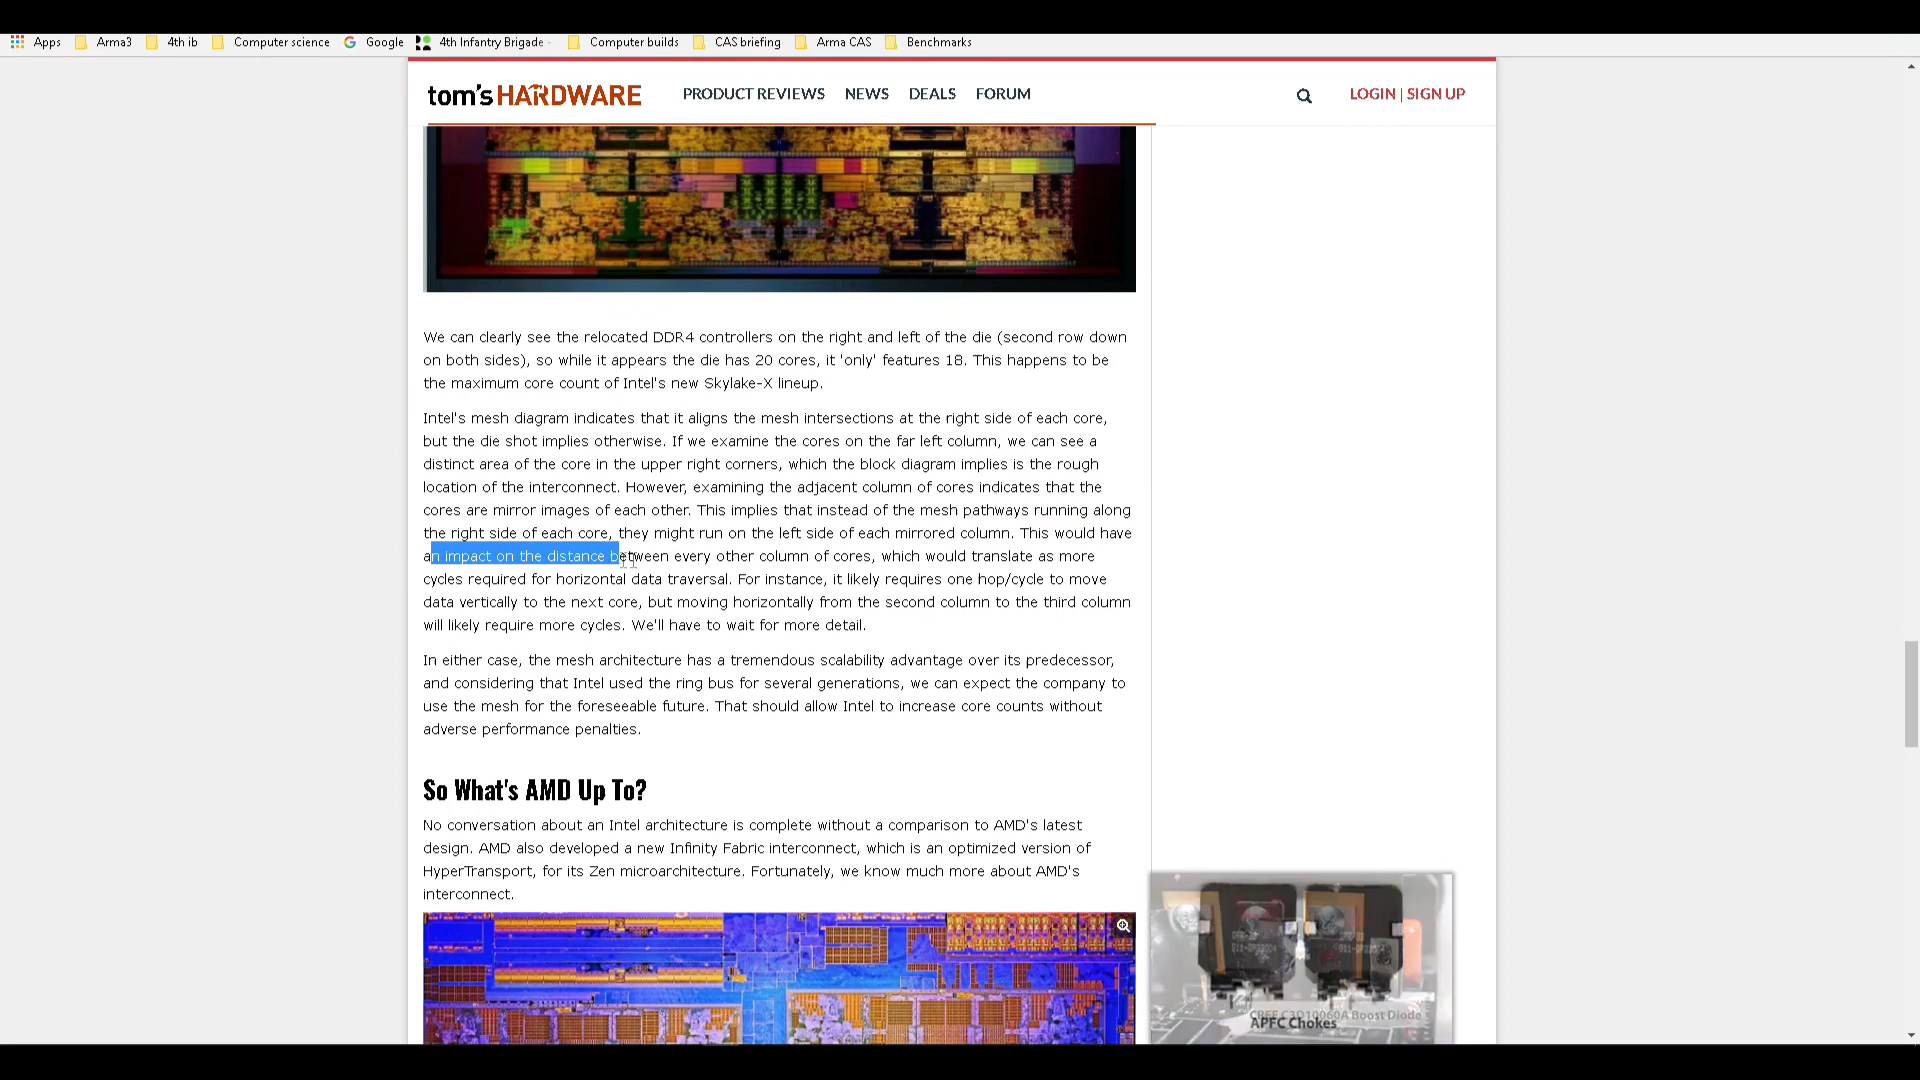 Apps Arma3 4th ib Computer science Google 4th Infantry Brigade - Computer builds CAS briefing Arma CAS Benchmarks
tom's HARDWARE PRODUCT REVIEWS NEWS DEALS FORUM LOGIN | SIGN UP
We can clearly see the relocated DDR4 controllers on the right and left of the die (second row down
on both sides), so while it appears the die has 20 cores, it 'only' features 18. This happens to be
the maximum core count of Intel's new Skylake-X lineup.
Intel's mesh diagram indicates that it aligns the mesh intersections at the right side of each core,
but the die shot implies otherwise. If we examine the cores on the far left column, we can see a
distinct area of the core in the upper right corners, which the block diagram implies is the rough
location of the interconnect. However, examining the adjacent column of cores indicates that the
cores are mirror images of each other. This implies that instead of the mesh pathways running along
the right side of each core, they might run on the left side of each mirrored column. This would have
an impact on the distance between every other column of cores, which would translate as more
cycles required for horizontal data traversal. For instance, it likely requires one hop/cycle to move
data vertically to the next core, but moving horizontally from the second column to the third column
will likely require more cycles. We'll have to wait for more detail.
In either case, the mesh architecture has a tremendous scalability advantage over its predecessor,
and considering that Intel used the ring bus for several generations, we can expect the company to
use the mesh for the foreseeable future. That should allow Intel to increase core counts without
adverse performance penalties.
So What's AMD Up To?
No conversation about an Intel architecture is complete without a comparison to AMD's latest
design. AMD also developed a new Infinity Fabric interconnect, which is an optimized version of
HyperTransport, for its Zen microarchitecture. Fortunately, we know much more about AMD's
interconnect.
CREE C3D10060A Boost Diode
APFC Chokes